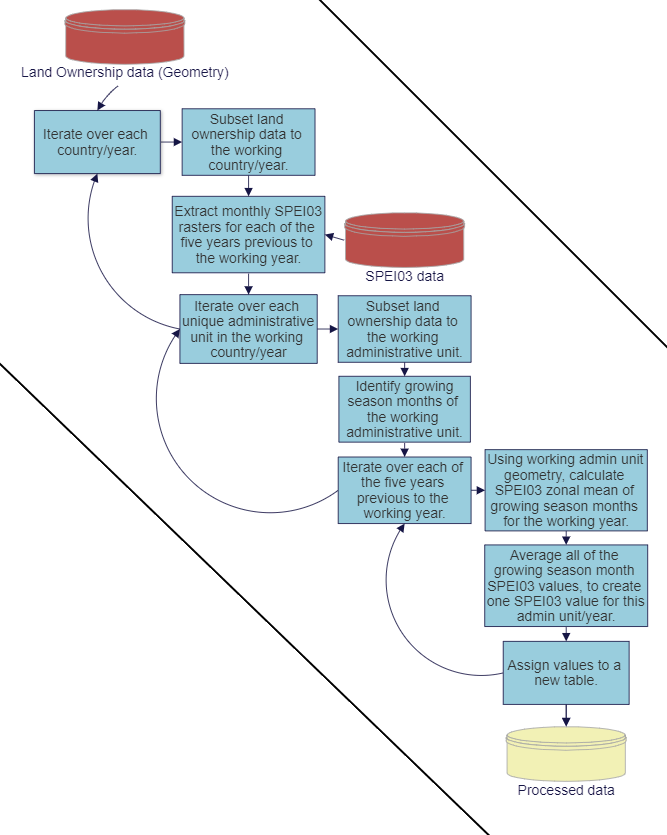 Land Ownership data (Geometry)
Iterate over each
country/year.
Subset land
ownership data to
the working
country/year.
Extract monthly SPEI03
rasters for each of the
five years previous to
the working year.
SPEI03 data
Iterate over each
unique administrative
unit in the working
country/year
Subset land
ownership data to
the working
administrative unit.
Identify growing
season months of
the working
administrative unit.
Iterate over each of
the five years
previous to the
working year.
Using working admin unit
geometry, calculate
SPEI03 zonal mean of
growing season months
for the working year.
Average all of the
growing season month
SPEI03 values, to create
one SPEI03 value for this
admin unit/year.
Assign values to a
new table.
Processed data